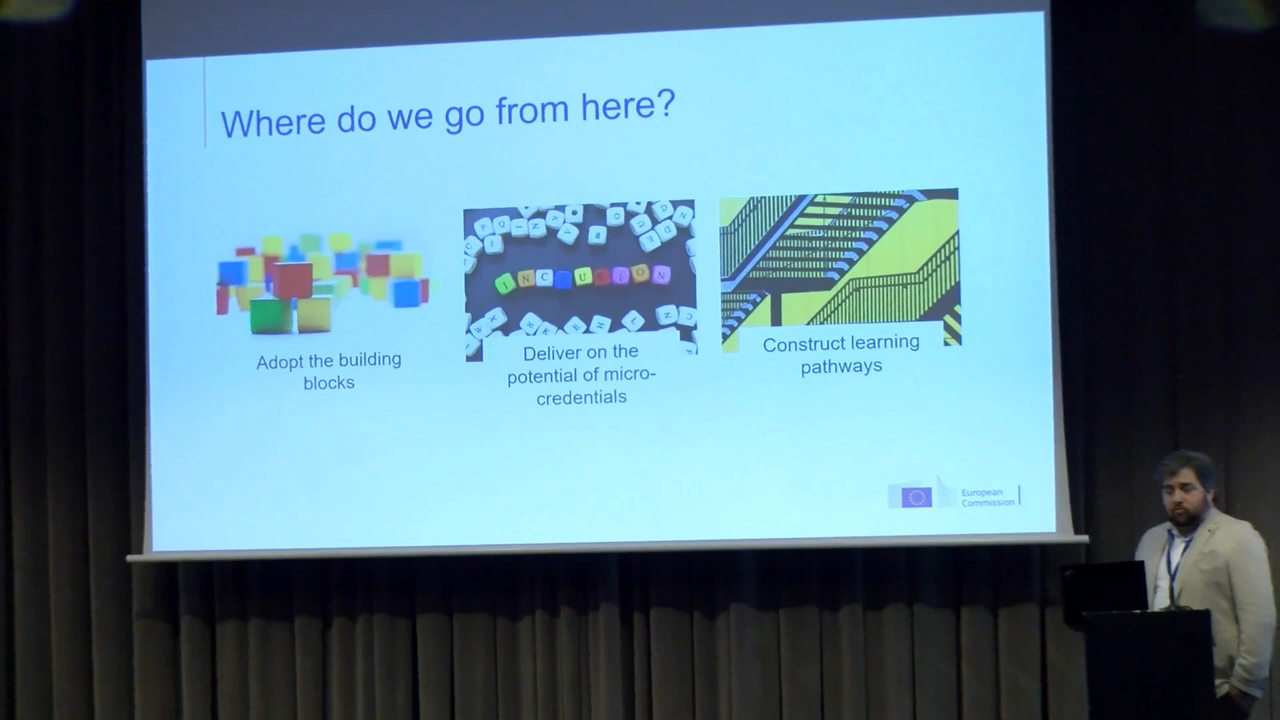 Where do we go from here?
INCLUSION
Adopt the building
blocks
Deliver on the
potential of micro-
credentials
Construct learning
pathways
European
Commission